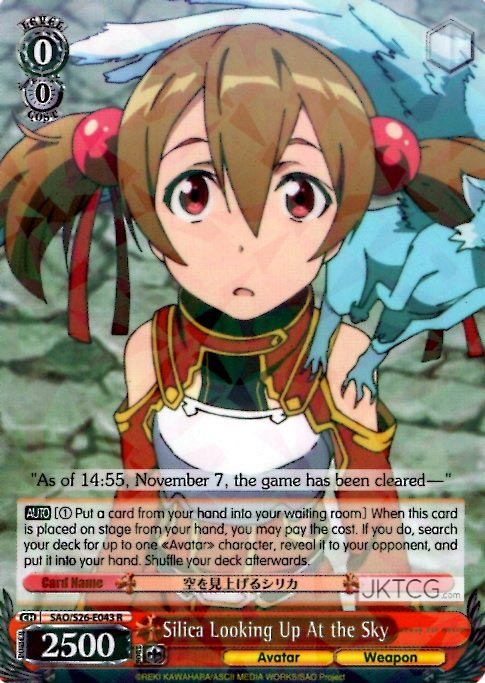 LEVEL
0
0
COST
"As of 14:55, November 7, the game has been cleared—"
AUTO [① Put a card from your hand into your waiting room] When this card
is placed on stage from your hand, you may pay the cost. If you do, search
your deck for up to one «Avatar» character, reveal it to your opponent, and
put it into your hand. Shuffle your deck afterwards.
Card Name 空を見上げるシリカ
JKTCG.com
CH SAO/S26-E043 R
POWER 2500 SOUL
Silica Looking Up At the Sky
Avatar Weapon
©REKI KAWAHARA/ASCII MEDIA WORKS/SAO Project